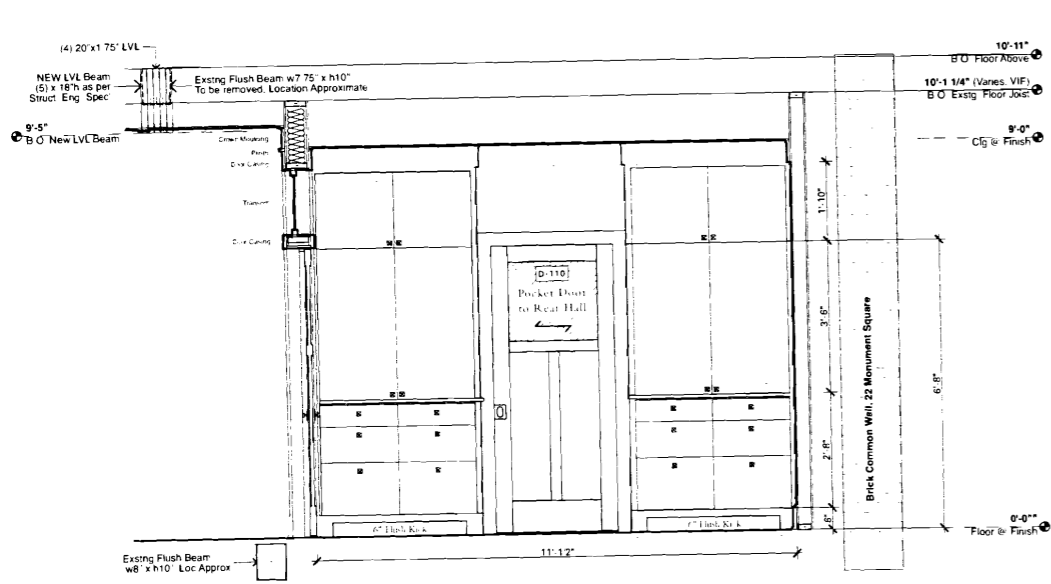 (4) 20"x1 75" LVL
10'-11"
B O Floor Above
NEW LVL Beam
(5) x 18"h as per
Struct Eng Spec'
Exstng Flush Beam w7 75" x h10"
To be removed. Location Approximate
10'-1 1/4" (Varies. VIF)
B O Exstg Floor Joist
9'-5"
B O New LVL Beam
9'-0"
Clg @ Finish
Crown Moulding
Door Casing
Transom
Door Casing
1'-10"
D-110
Pocket Door
to Rear Hall
3'-6"
6'-8"
Brick Common Wall, 22 Monument Square
2'-8"
6"
6" Flush Kick
6" Flush Kick
0'-0""
Floor @ Finish
11'-1'2"
Exstng Flush Beam
w8' x h10' Loc Approx